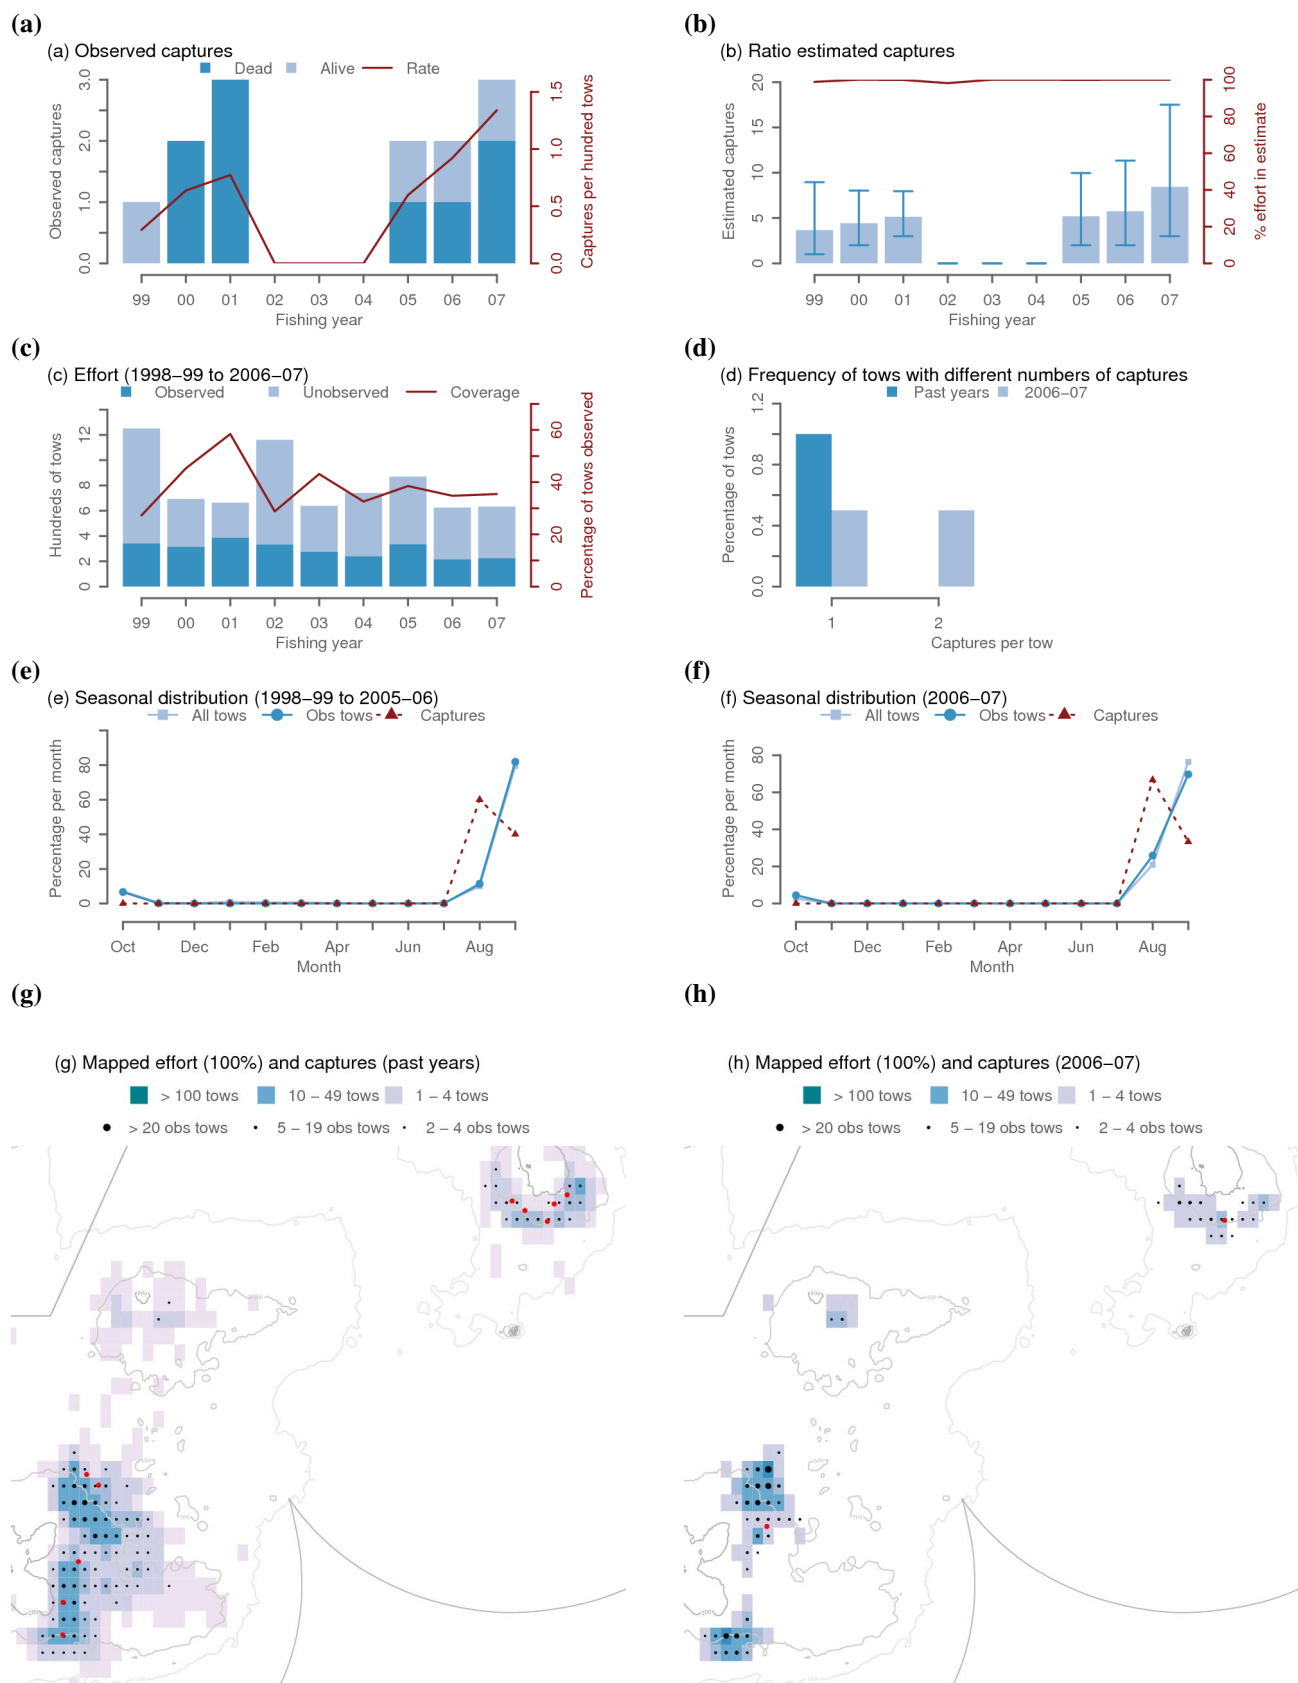 (a)
(a) Observed captures
Dead Alive Rate
Observed captures
0.0 1.0 2.0 3.0
0.0 0.5 1.0 1.5
Captures per hundred tows
99 00 01 02 03 04 05 06 07
Fishing year
(b)
(b) Ratio estimated captures
Estimated captures
0 5 10 15 20
0 20 40 60 80 100
% effort in estimate
99 00 01 02 03 04 05 06 07
Fishing year
(c)
(c) Effort (1998−99 to 2006−07)
Observed Unobserved Coverage
Hundreds of tows
0 2 4 6 8 12
0 20 40 60
Percentage of tows observed
99 00 01 02 03 04 05 06 07
Fishing year
(d)
(d) Frequency of tows with different numbers of captures
Past years 2006−07
Percentage of tows
0.0 0.4 0.8 1.2
1 2
Captures per tow
(e)
(e) Seasonal distribution (1998−99 to 2005−06)
All tows Obs tows Captures
Percentage per month
0 20 40 60 80
Oct Dec Feb Apr Jun Aug
Month
(f)
(f) Seasonal distribution (2006−07)
All tows Obs tows Captures
Percentage per month
0 20 40 60 80
Oct Dec Feb Apr Jun Aug
Month
(g)
(g) Mapped effort (100%) and captures (past years)
> 100 tows 10 − 49 tows 1 − 4 tows
> 20 obs tows 5 − 19 obs tows 2 − 4 obs tows
(h)
(h) Mapped effort (100%) and captures (2006−07)
> 100 tows 10 − 49 tows 1 − 4 tows
> 20 obs tows 5 − 19 obs tows 2 − 4 obs tows